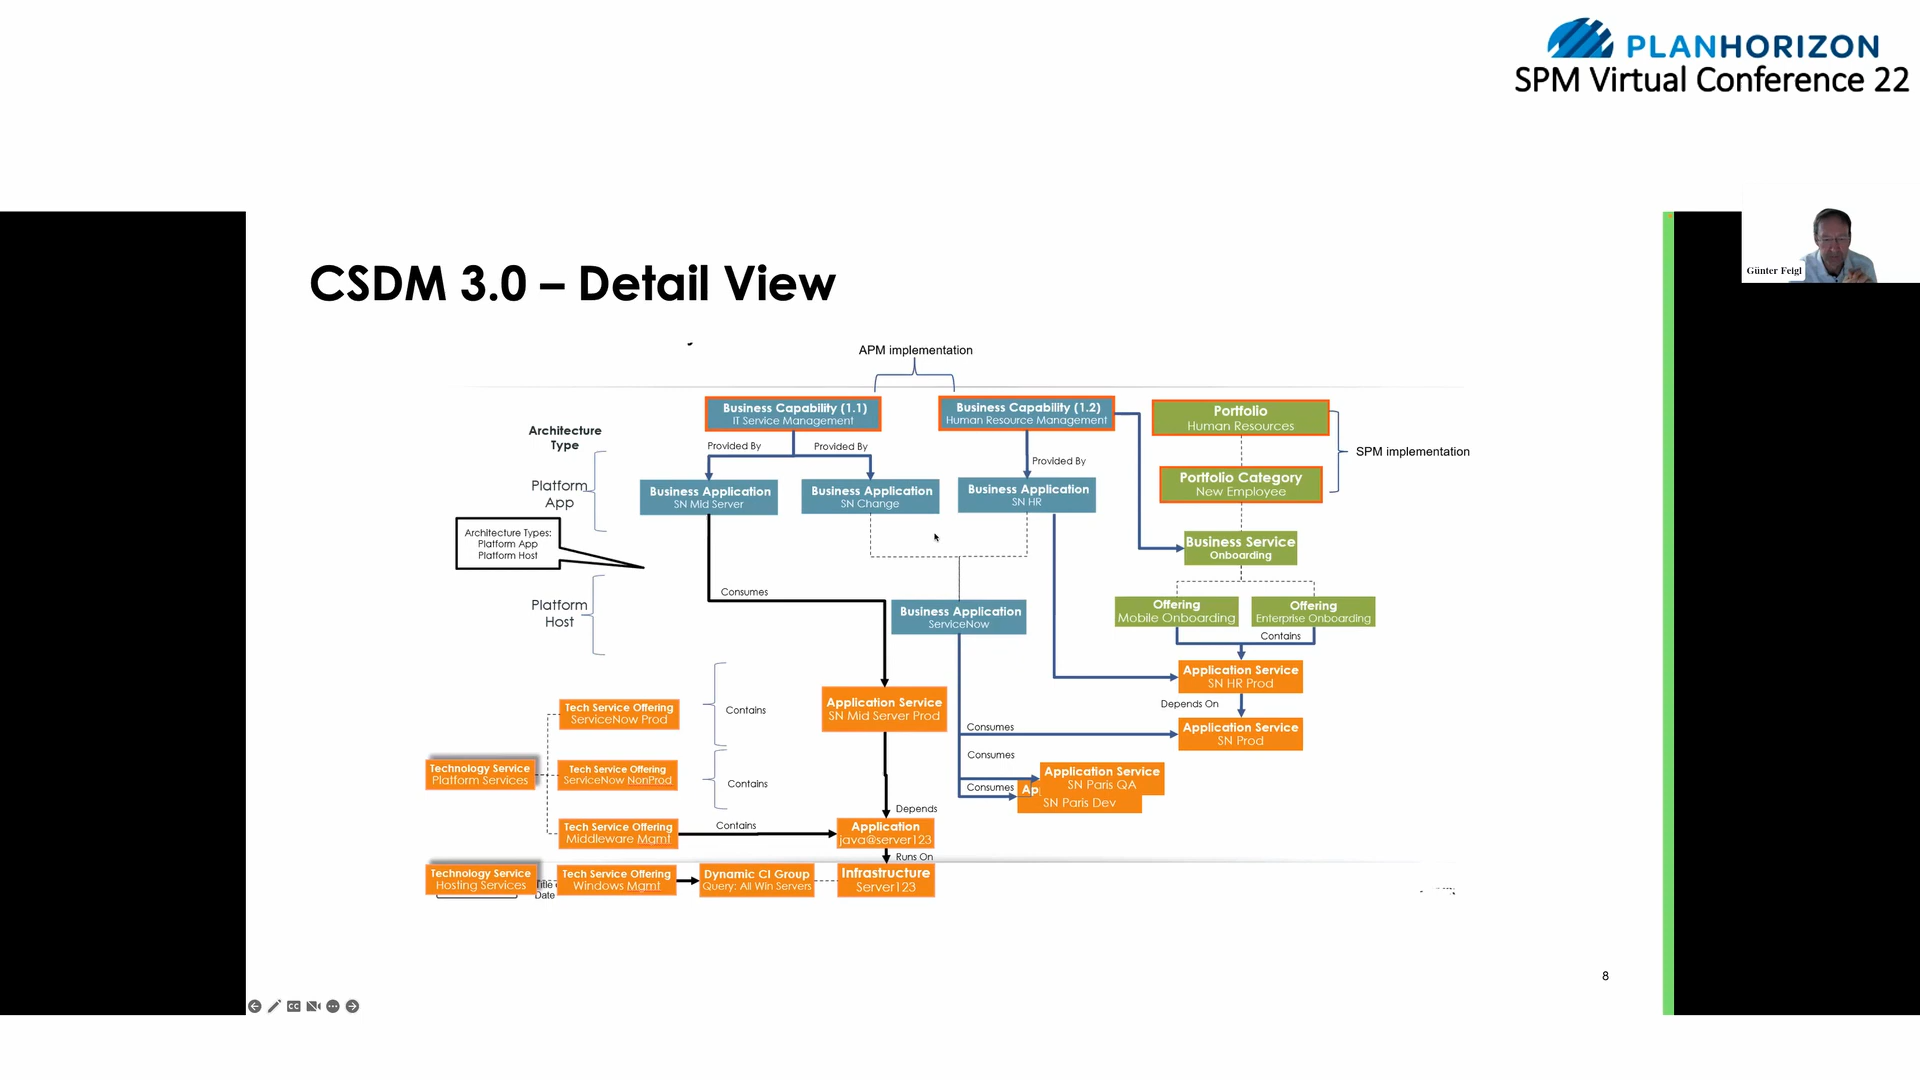 PLANHORIZON
SPM Virtual Conference 22
Günter Feigl
CSDM 3.0 – Detail View
APM implementation
Business Capability (1.1)
IT Service Management
Business Capability (1.2)
Human Resource Management
Portfolio
Human Resources
SPM implementation
Architecture
Type
Provided By
Provided By
Provided By
Portfolio Category
New Employee
Platform
App
Business Application
SN Mid Server
Business Application
SN Change
Business Application
SN HR
Architecture Types:
Platform App
Platform Host
Business Service
Onboarding
Platform
Host
Consumes
Business Application
ServiceNow
Offering
Mobile Onboarding
Offering
Enterprise Onboarding
Contains
Application Service
SN HR Prod
Depends On
Application Service
SN Prod
Tech Service Offering
ServiceNow Prod
Contains
Application Service
SN Mid Server Prod
Consumes
Consumes
Consumes
Technology Service
Platform Services
Tech Service Offering
ServiceNow NonProd
Contains
Application Service
SN Paris QA
Ap
SN Paris Dev
Depends
Tech Service Offering
Middleware Mgmt
Contains
Application
java@server123
Runs On
Technology Service
Hosting Services
Title
Date
Tech Service Offering
Windows Mgmt
Dynamic CI Group
Query: All Win Servers
Infrastructure
Server123
8
CC